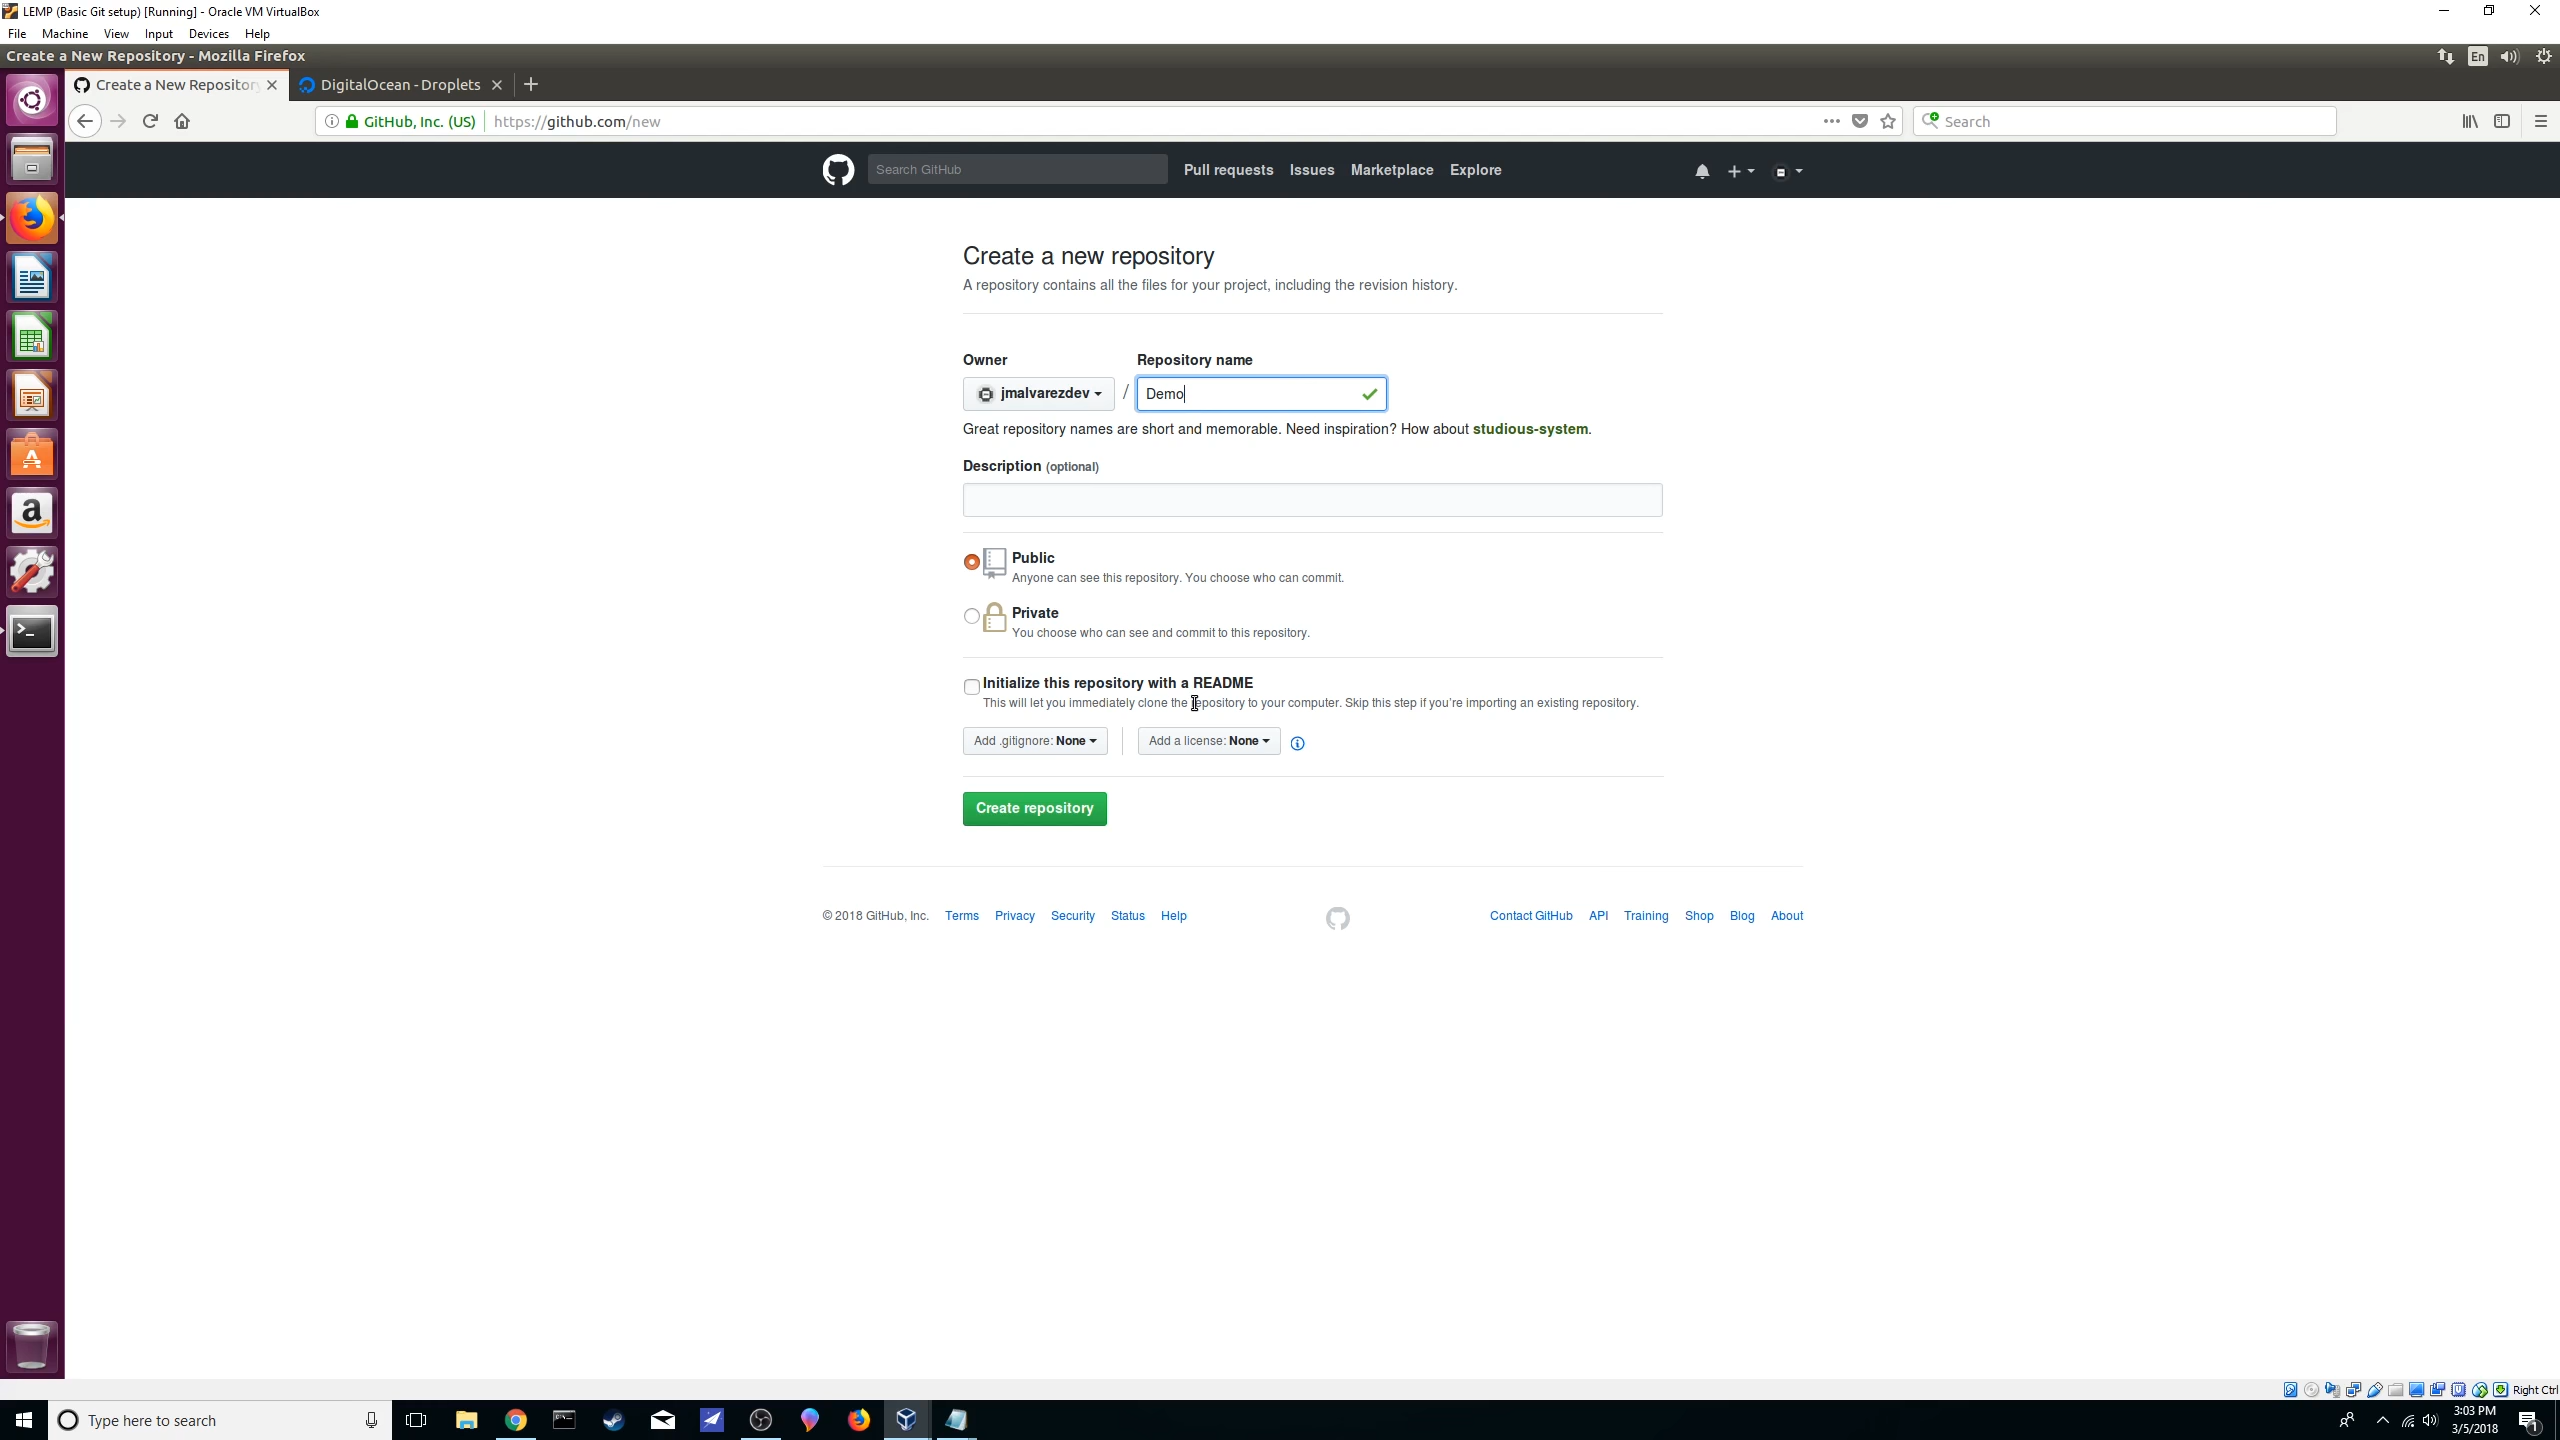 LEMP (Basic Git setup) [Running] - Oracle VM VirtualBox
File Machine View Input Devices Help
Create a New Repository - Mozilla Firefox
En
Create a New Repositor
DigitalOcean - Droplets
GitHub, Inc. (US) https://github.com/new
Search
Search GitHub
Pull requests Issues Marketplace Explore
Create a new repository
A repository contains all the files for your project, including the revision history.
Owner Repository name
jmalvarezdev / Demo
Great repository names are short and memorable. Need inspiration? How about studious-system.
Description (optional)
Public
Anyone can see this repository. You choose who can commit.
Private
You choose who can see and commit to this repository.
Initialize this repository with a README
This will let you immediately clone the repository to your computer. Skip this step if you’re importing an existing repository.
Add .gitignore: None Add a license: None
Create repository
© 2018 GitHub, Inc. Terms Privacy Security Status Help Contact GitHub API Training Shop Blog About
Right Ctrl
Type here to search
3:03 PM
3/5/2018
1